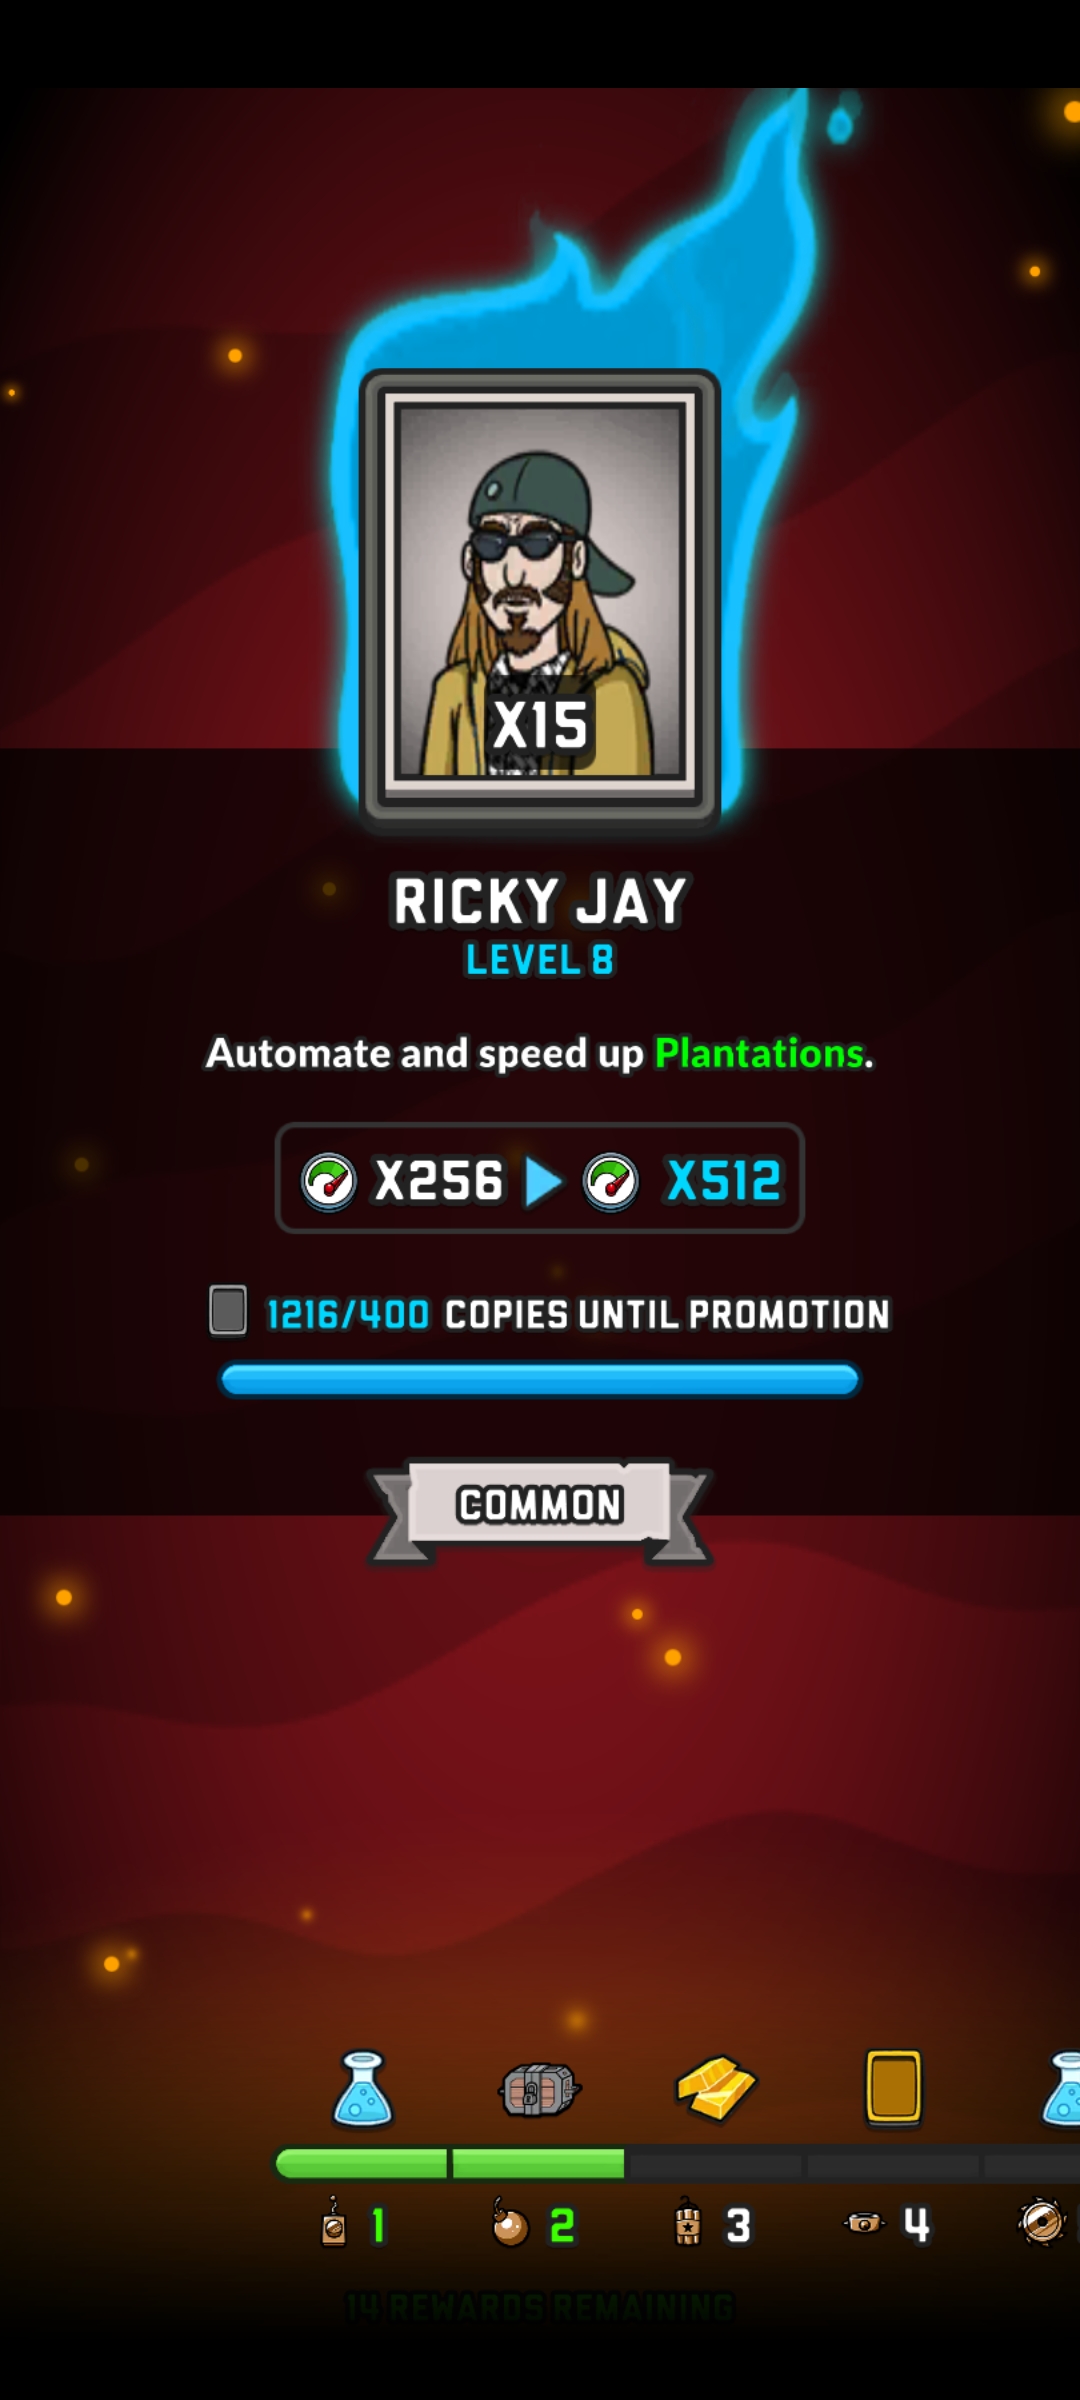 X15
RICKY JAY
LEVEL 8
Automate and speed up Plantations.
X256 X512
1216/400 COPIES UNTIL PROMOTION
COMMON
1 2 3 4
14 REWARDS REMAINING